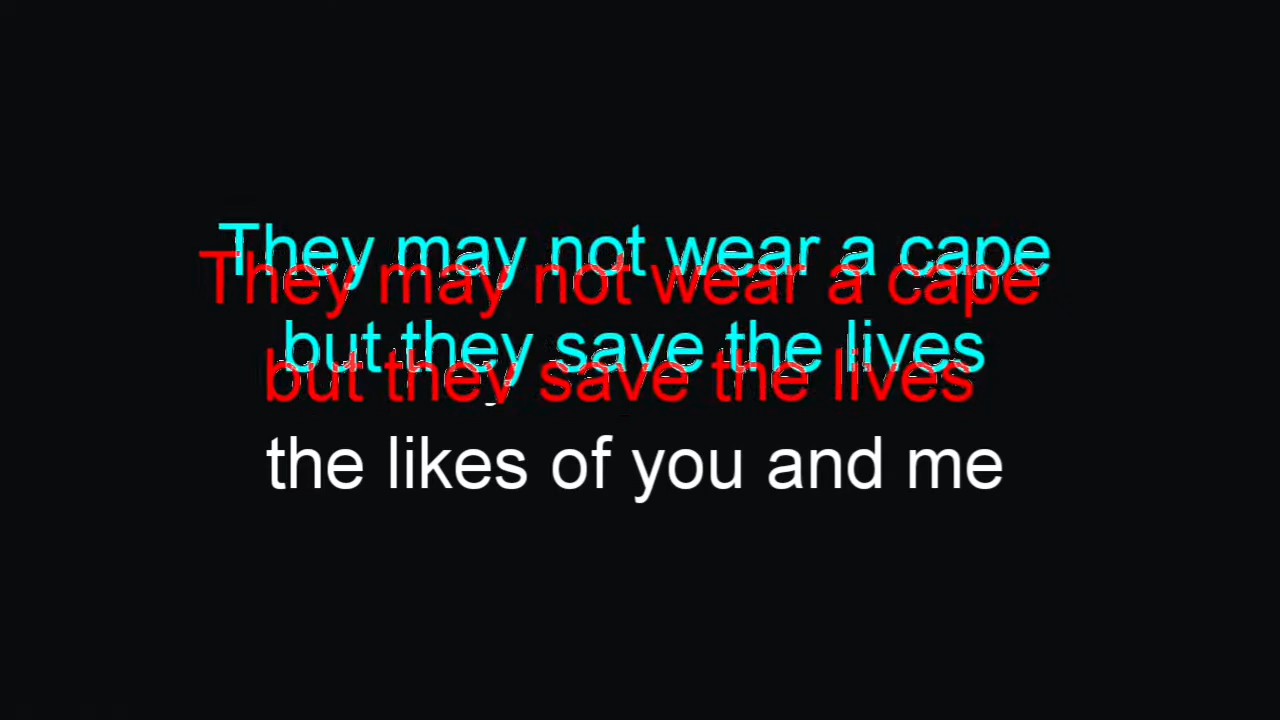 They may not wear a cape
They may not wear a cape
but they save the lives
but they save the lives
the likes of you and me